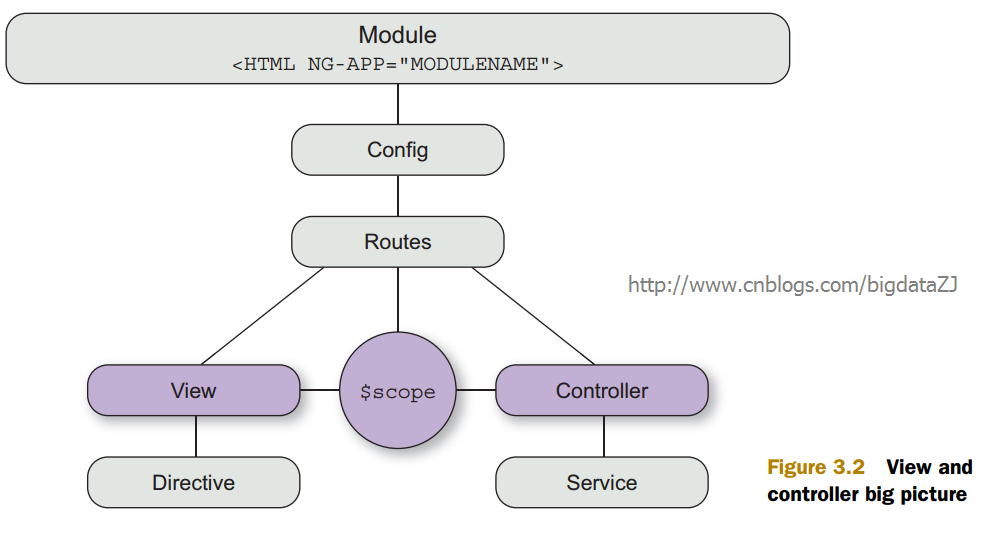 Module
<HTML NG-APP="MODULENAME">
Config
Routes
http://www.cnblogs.com/bigdataZJ
View
$scope
Controller
Directive
Service
Figure 3.2 View and
controller big picture